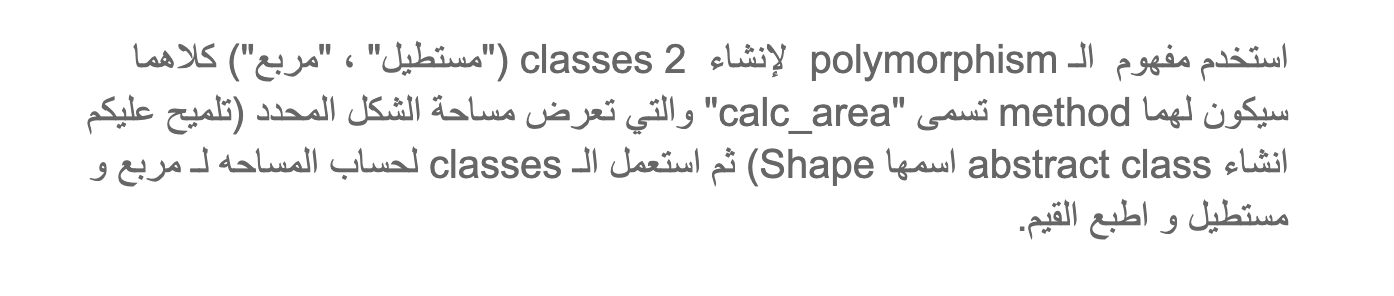 استخدم مفهوم الـ polymorphism لإنشاء 2 classes ("مستطيل" ، "مربع") كلاهما
سيكون لهما method تسمى "calc_area" والتي تعرض مساحة الشكل المحدد (تلميح عليكم
انشاء abstract class اسمها Shape) ثم استعمل الـ classes لحساب المساحه لـ مربع و
مستطيل و اطبع القيم.